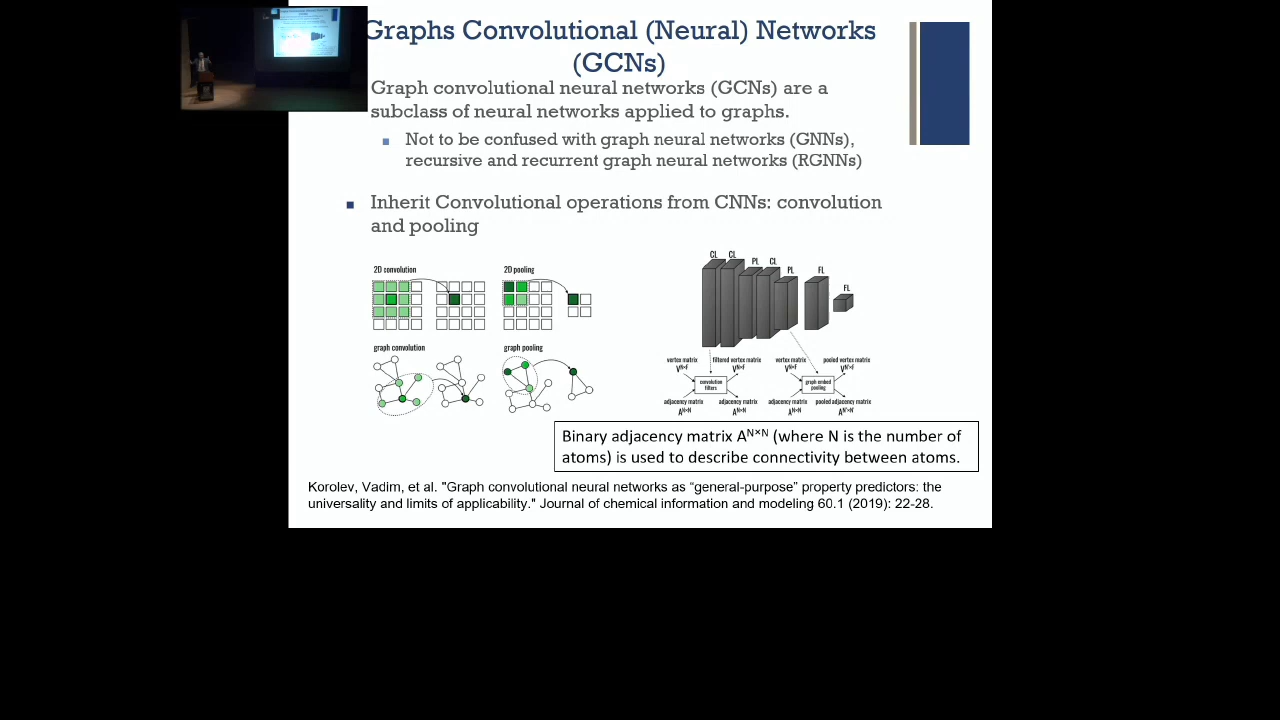 Graphs Convolutional (Neural) Networks
(GCNs)
Graph convolutional neural networks (GCNs) are a
subclass of neural networks applied to graphs.
Not to be confused with graph neural networks (GNNs),
recursive and recurrent graph neural networks (RGNNs)
Inherit Convolutional operations from CNNs: convolution
and pooling
2D convolution
2D pooling
graph convolution
graph pooling
CL CL PL CL PL FL FL
vertex matrix filtered vertex matrix vertex matrix pooled vertex matrix
V^N×F V^N×F V^N×F V^N'×F
convolution
filters
graph embed
pooling
adjacency matrix adjacency matrix adjacency matrix pooled adjacency matrix
A^N×N A^N×N A^N×N A^N'×N'
Binary adjacency matrix A^N×N (where N is the number of
atoms) is used to describe connectivity between atoms.
Korolev, Vadim, et al. "Graph convolutional neural networks as “general-purpose” property predictors: the
universality and limits of applicability." Journal of chemical information and modeling 60.1 (2019): 22-28.